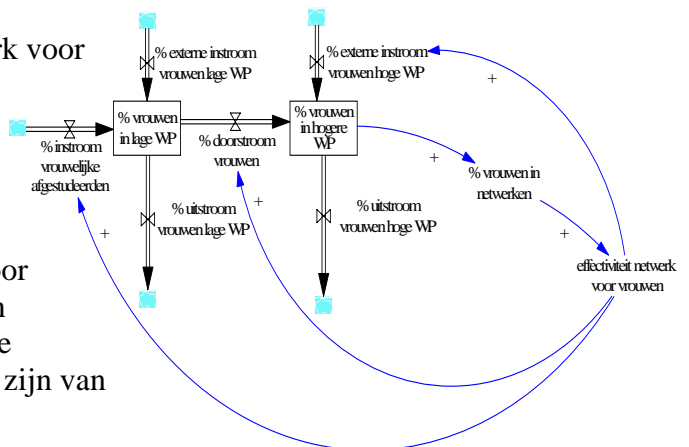 rk voor
% externe instroom
vrouwen lage WP
% externe instroom
vrouwen hoge WP
+
% vrouwen
in lage WP
% vrouwen
in hogere
WP
% instroom
vrouwelijke
afgestudeerden
% doorstroom
vrouwen
+
% vrouwen in
netwerken
+
+
% uitstroom
vrouwen lage WP
% uitstroom
vrouwen hoge WP
+
+
effectiviteit netwerk
voor vrouwen
oor
n
e
zijn van